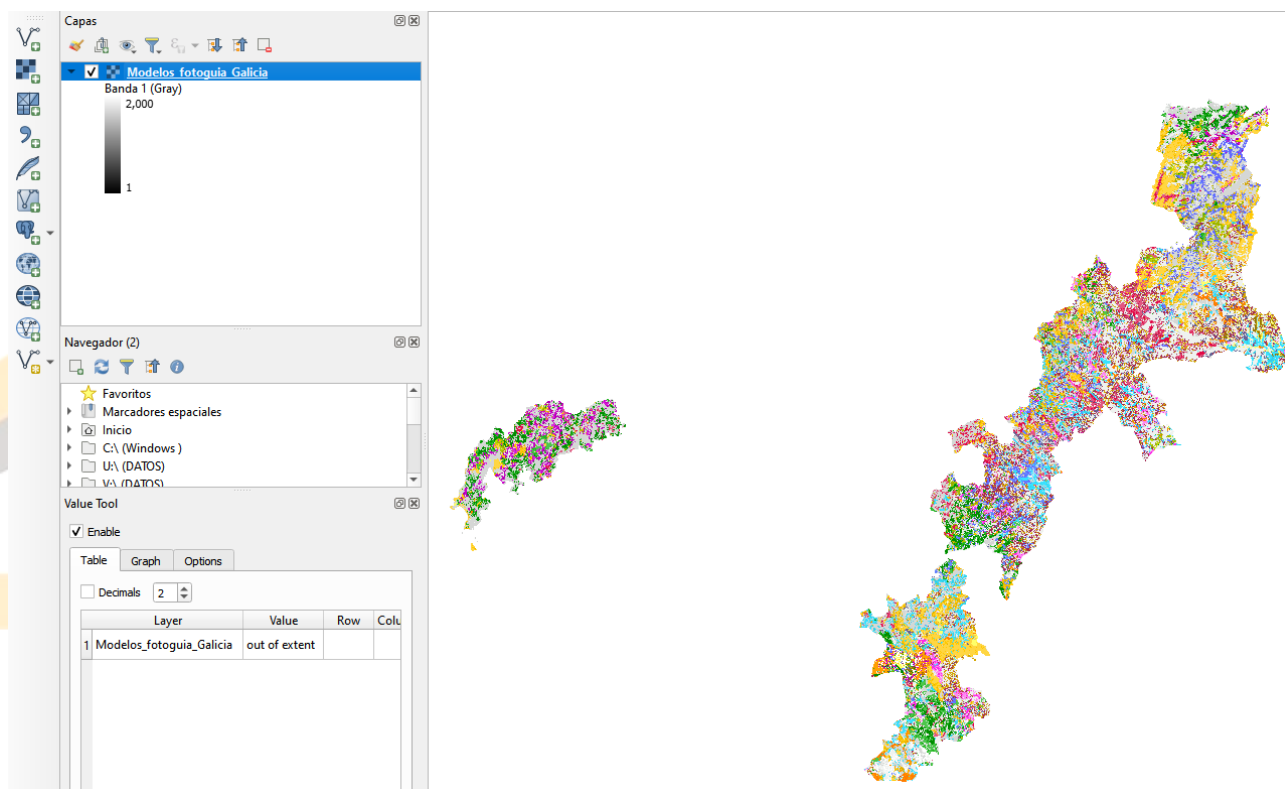 Capas
Modelos_fotoguia_Galicia
Banda 1 (Gray)
2,000
1
Navegador (2)
Favoritos
Marcadores espaciales
Inicio
C:\ (Windows )
U:\ (DATOS)
V:\ (DATOS)
Value Tool
Enable
Table Graph Options
Decimals 2
Layer Value Row Colu
1 Modelos_fotoguia_Galicia out of extent